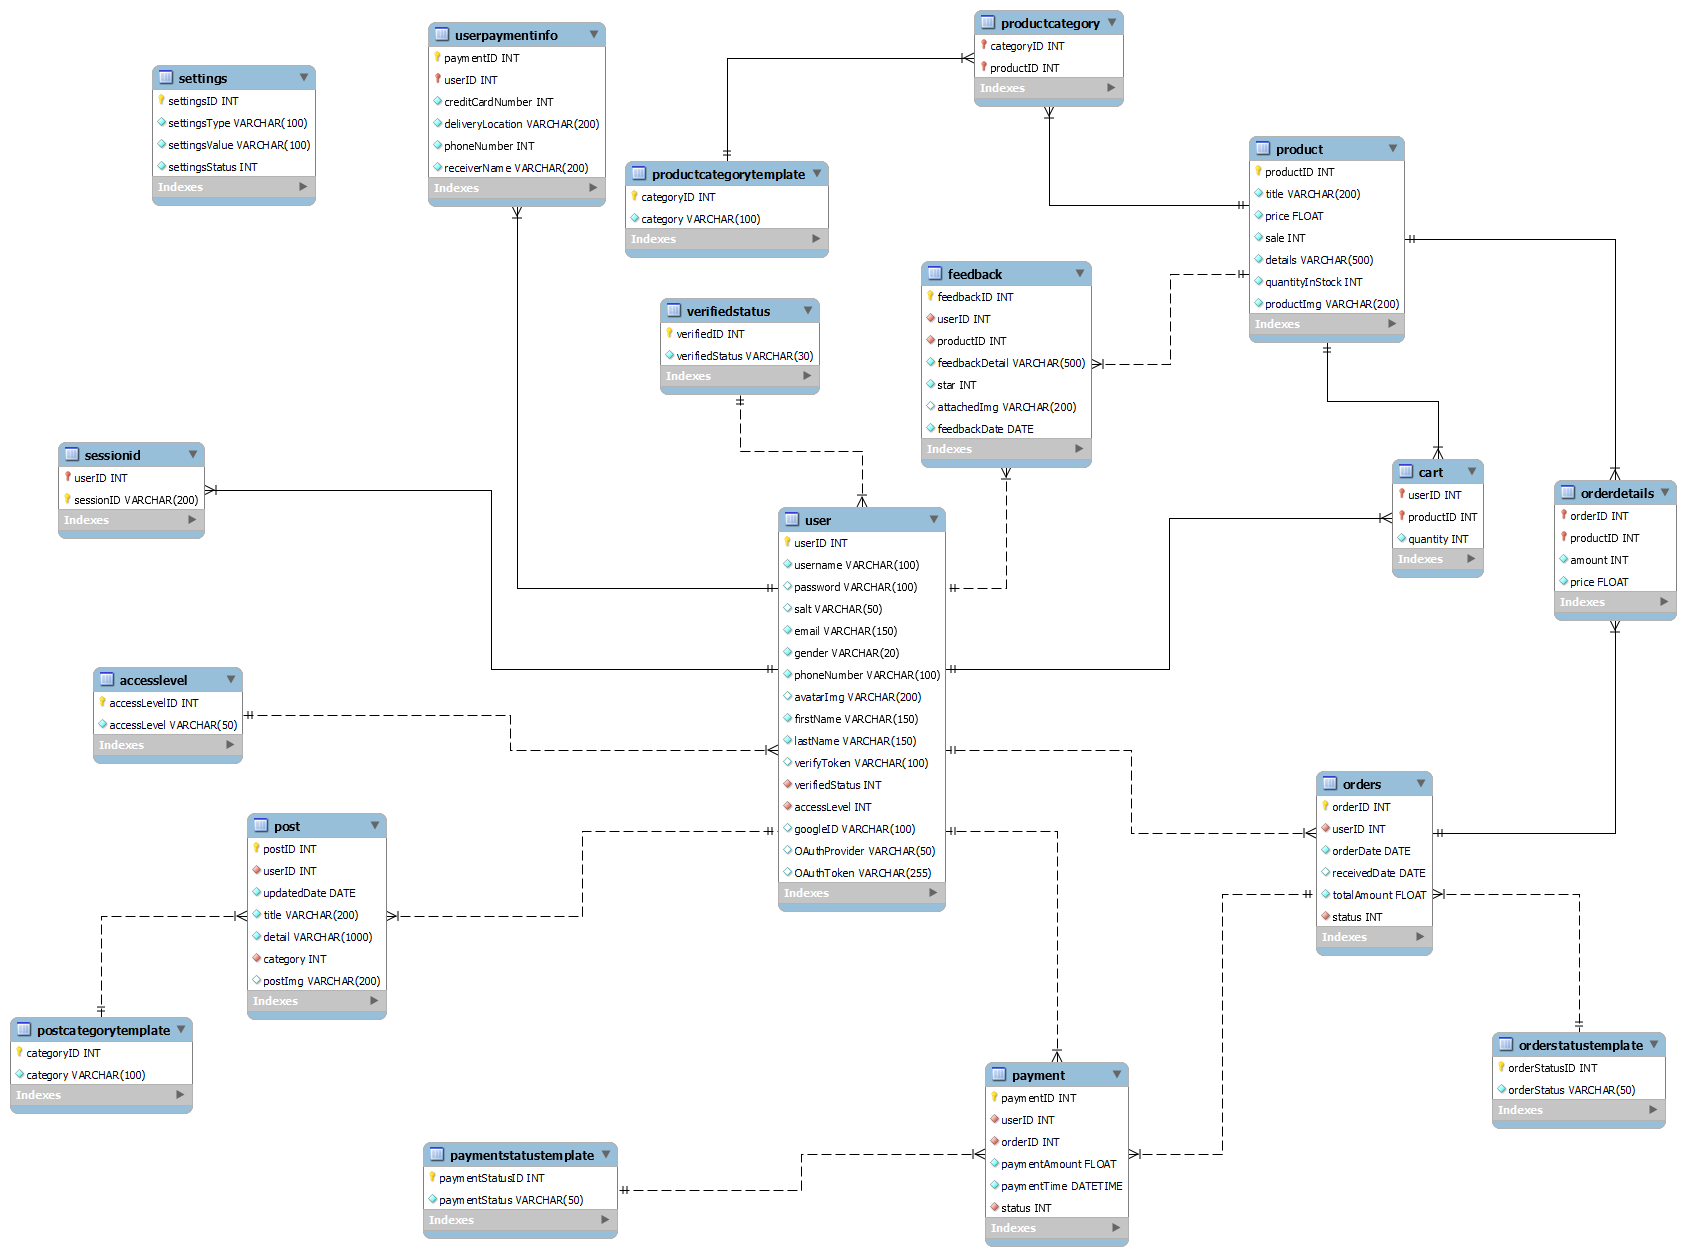 settings
settingsID INT
settingsType VARCHAR(100)
settingsValue VARCHAR(100)
settingsStatus INT
Indexes
userpaymentinfo
paymentID INT
userID INT
creditCardNumber INT
deliveryLocation VARCHAR(200)
phoneNumber INT
receiverName VARCHAR(200)
Indexes
productcategory
categoryID INT
productID INT
Indexes
productcategorytemplate
categoryID INT
category VARCHAR(100)
Indexes
product
productID INT
title VARCHAR(200)
price FLOAT
sale INT
details VARCHAR(500)
quantityInStock INT
productImg VARCHAR(200)
Indexes
feedback
feedbackID INT
userID INT
productID INT
feedbackDetail VARCHAR(500)
star INT
attachedImg VARCHAR(200)
feedbackDate DATE
Indexes
verifiedstatus
verifiedID INT
verifiedStatus VARCHAR(30)
Indexes
sessionid
userID INT
sessionID VARCHAR(200)
Indexes
user
userID INT
username VARCHAR(100)
password VARCHAR(100)
salt VARCHAR(50)
email VARCHAR(150)
gender VARCHAR(20)
phoneNumber VARCHAR(100)
avatarImg VARCHAR(200)
firstName VARCHAR(150)
lastName VARCHAR(150)
verifyToken VARCHAR(100)
verifiedStatus INT
accessLevel INT
googleID VARCHAR(100)
OAuthProvider VARCHAR(50)
OAuthToken VARCHAR(255)
Indexes
cart
userID INT
productID INT
quantity INT
Indexes
orderdetails
orderID INT
productID INT
amount INT
price FLOAT
Indexes
accesslevel
accessLevelID INT
accessLevel VARCHAR(50)
Indexes
post
postID INT
userID INT
updatedDate DATE
title VARCHAR(200)
detail VARCHAR(1000)
category INT
postImg VARCHAR(200)
Indexes
orders
orderID INT
userID INT
orderDate DATE
receivedDate DATE
totalAmount FLOAT
status INT
Indexes
postcategorytemplate
categoryID INT
category VARCHAR(100)
Indexes
orderstatustemplate
orderStatusID INT
orderStatus VARCHAR(50)
Indexes
payment
paymentID INT
userID INT
orderID INT
paymentAmount FLOAT
paymentTime DATETIME
status INT
Indexes
paymentstatustemplate
paymentStatusID INT
paymentStatus VARCHAR(50)
Indexes